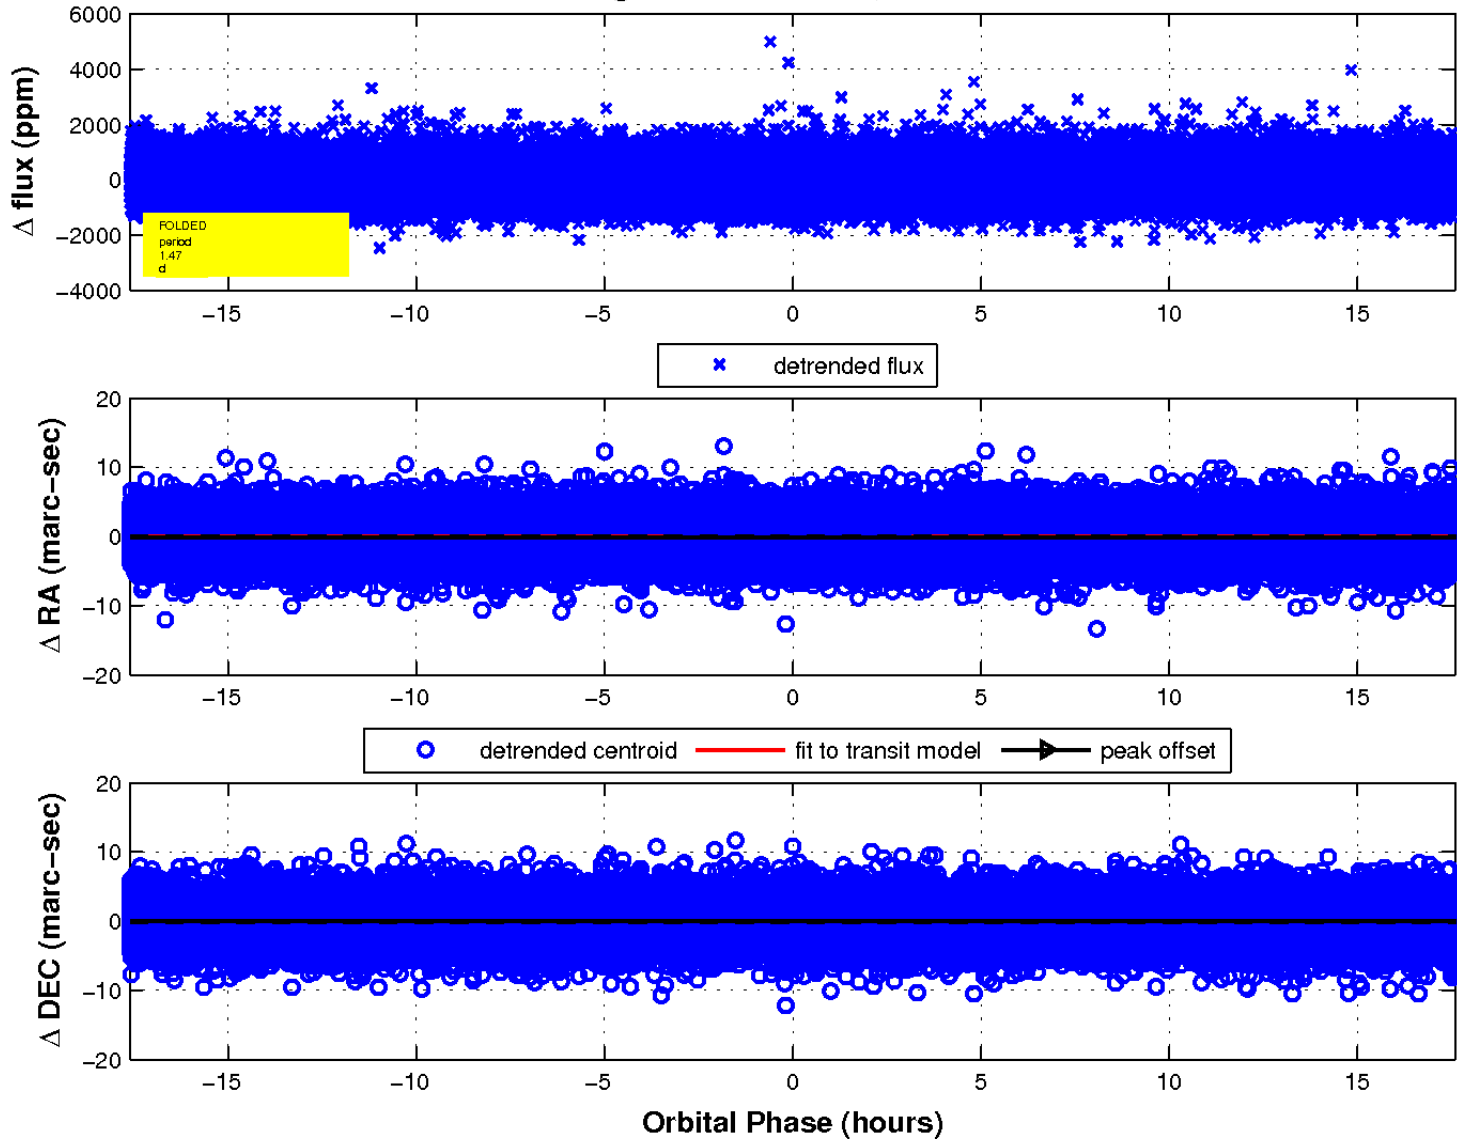 6000
4000
2000
0
−2000
−4000
Δ flux (ppm)
FOLDED
period
1.47
d
−15 −10 −5 0 5 10 15
detrended flux
20
10
0
−10
−20
Δ RA (marc−sec)
−15 −10 −5 0 5 10 15
detrended centroid fit to transit model peak offset
20
10
0
−10
−20
Δ DEC (marc−sec)
−15 −10 −5 0 5 10 15
Orbital Phase (hours)